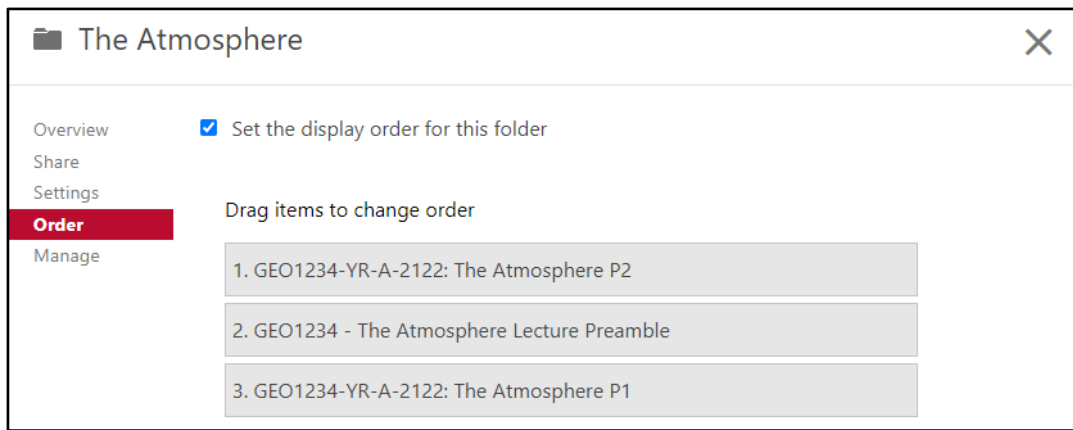 The Atmosphere
Overview
Share
Settings
Order
Manage
Set the display order for this folder
Drag items to change order
1. GEO1234-YR-A-2122: The Atmosphere P2
2. GEO1234 - The Atmosphere Lecture Preamble
3. GEO1234-YR-A-2122: The Atmosphere P1